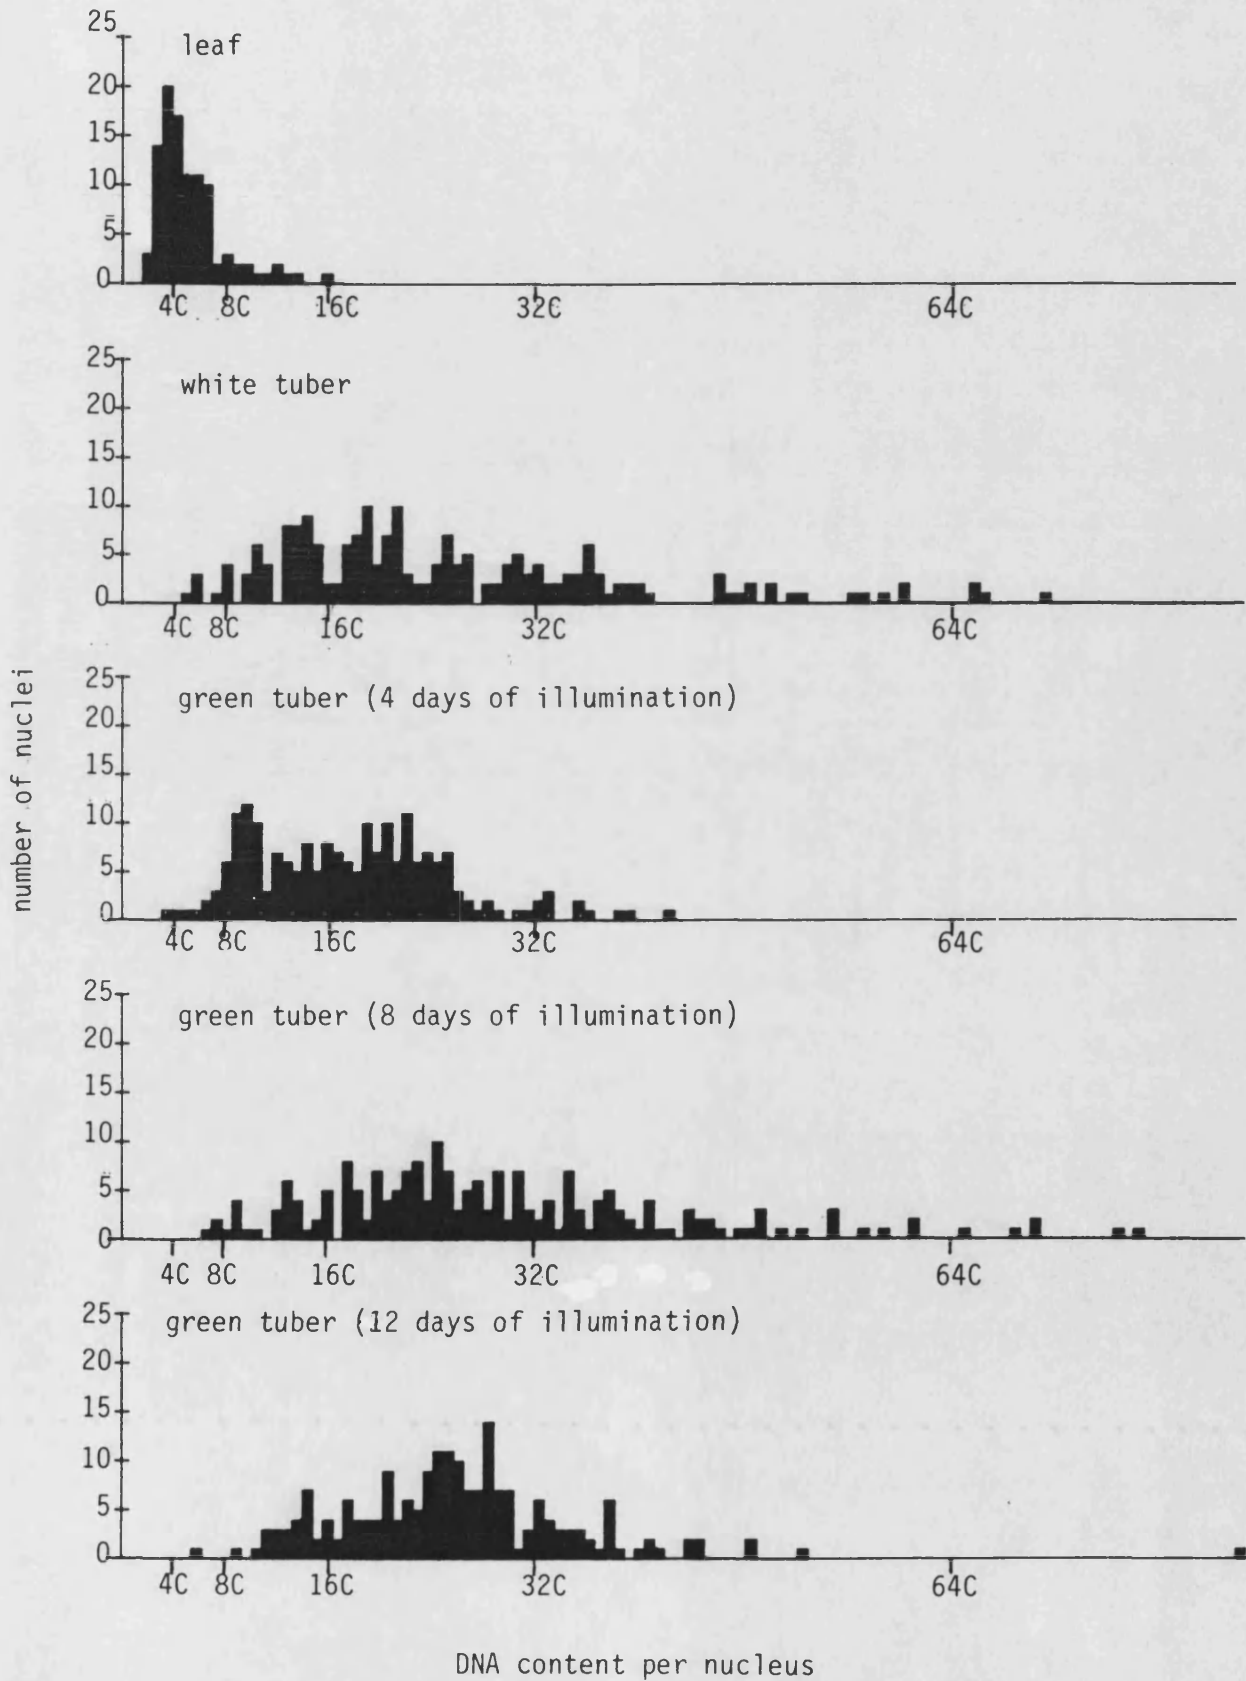 25
leaf
20
15
10
5
0
4C 8C 16C 32C 64C
25
white tuber
20
15
10
5
0
4C 8C 16C 32C 64C
number of nuclei
25
green tuber (4 days of illumination)
20
15
10
5
0
4C 8C 16C 32C 64C
25
green tuber (8 days of illumination)
20
15
10
5
0
4C 8C 16C 32C 64C
25
green tuber (12 days of illumination)
20
15
10
5
0
4C 8C 16C 32C 64C
DNA content per nucleus